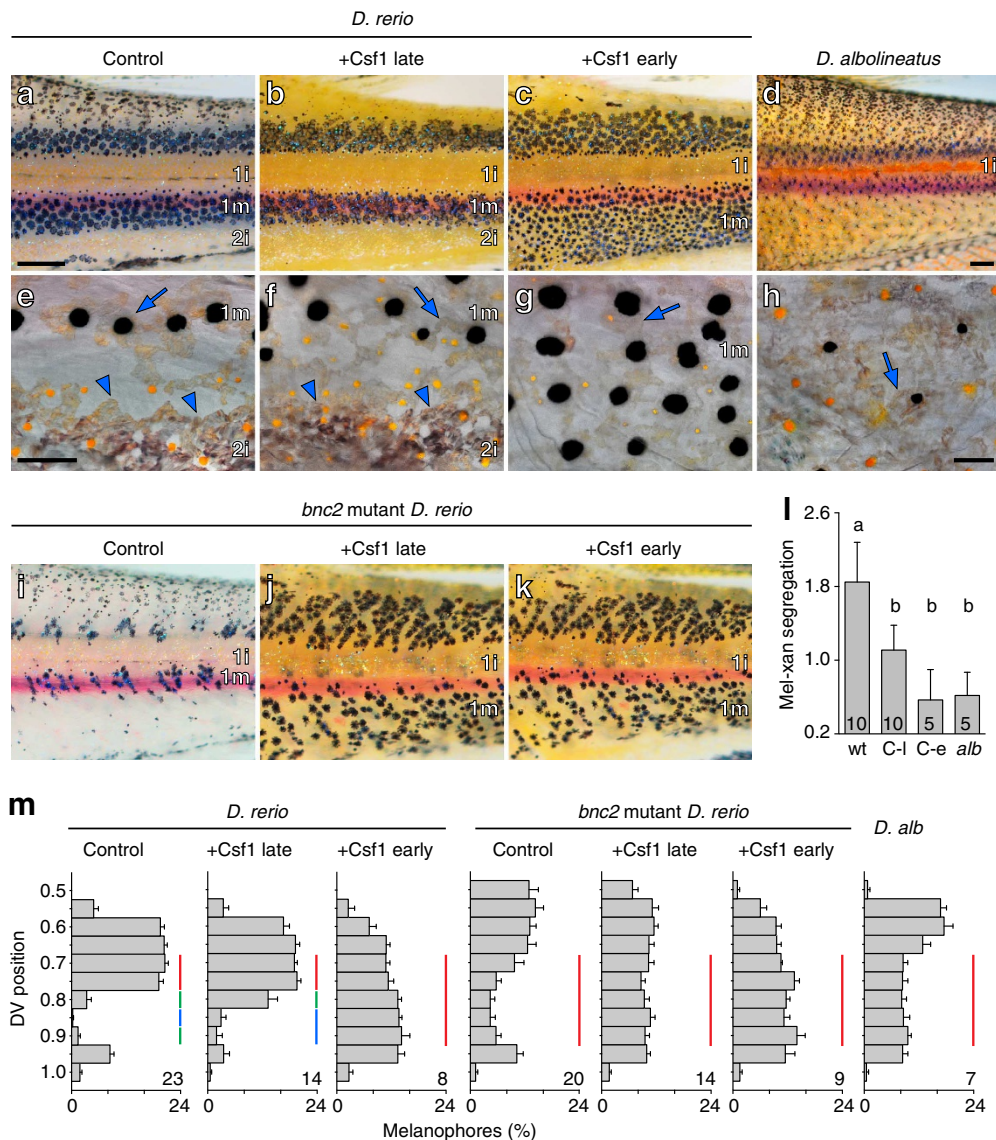 D. rerio
Control
+Csf1 late
+Csf1 early
D. albolineatus
a
b
c
d
1i
1m
2i
1i
1m
2i
1i
1m
1i
e
f
g
h
1m
2i
1m
2i
1m
bnc2 mutant D. rerio
Control
+Csf1 late
+Csf1 early
i
j
k
1i
1m
1i
1m
1i
1m
l
2.6
1.8
1.0
0.2
Mel-xan segregation
a
b
b
b
10
10
5
5
wt
C-l
C-e
alb
m
D. rerio
bnc2 mutant D. rerio
D. alb
Control
+Csf1 late
+Csf1 early
Control
+Csf1 late
+Csf1 early
DV position
0.5
0.6
0.7
0.8
0.9
1.0
23
14
8
20
14
9
7
0 24
0 24
0 24
0 24
0 24
0 24
0 24
Melanophores (%)